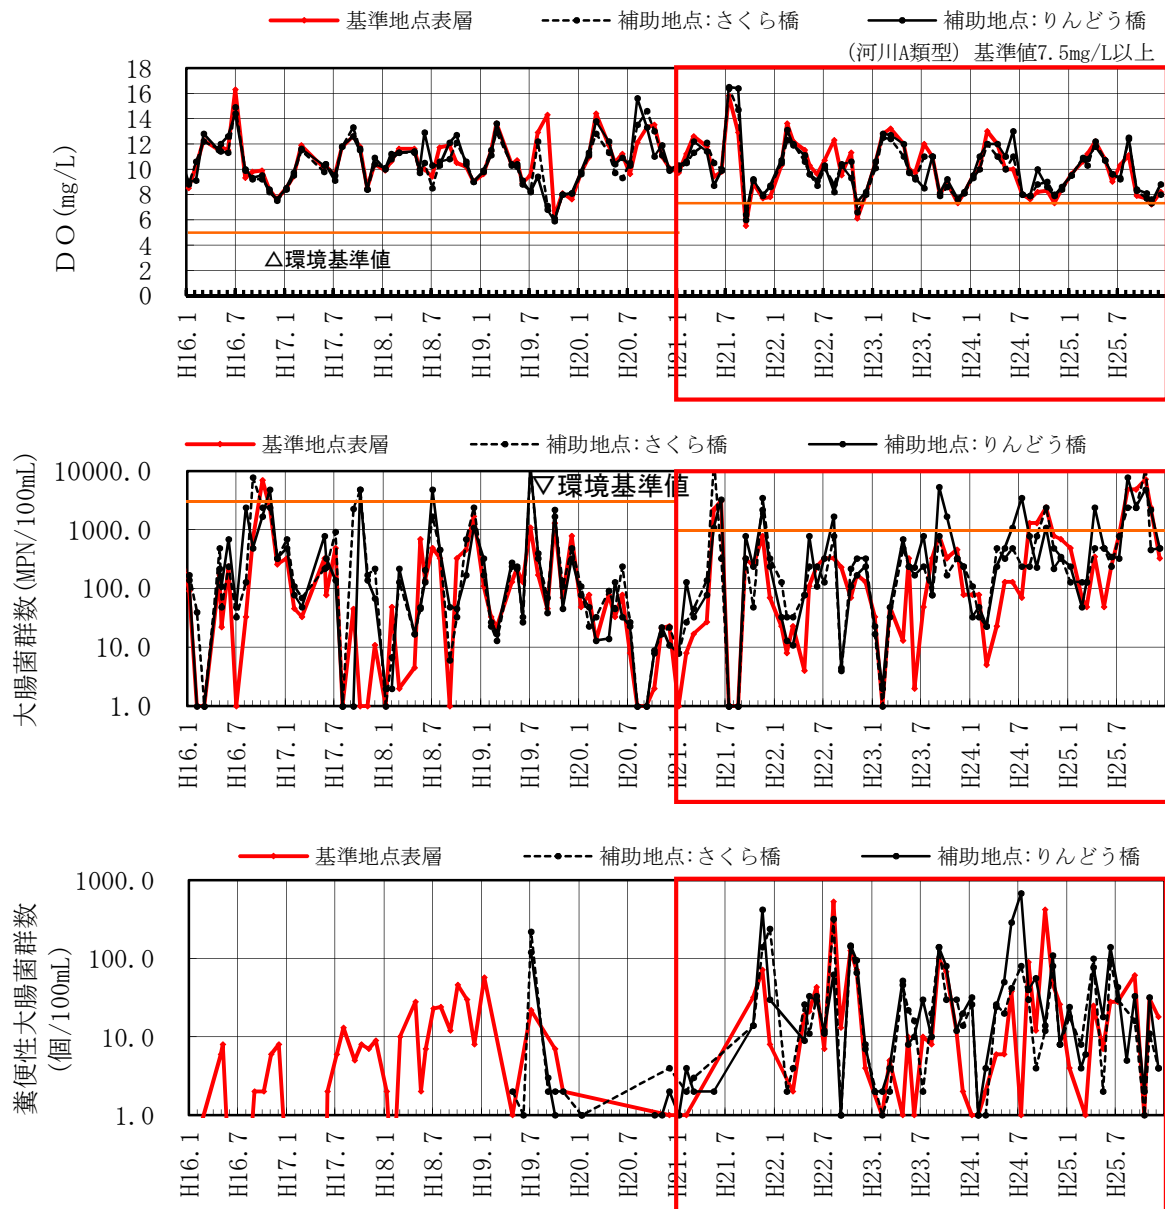 基準地点表層 補助地点:さくら橋 補助地点:りんどう橋
(河川A類型) 基準値7.5mg/L以上
DO(mg/L)
18
16
14
12
10
8
6
4
2
0
△環境基準値
H16.1 H16.7 H17.1 H17.7 H18.1 H18.7 H19.1 H19.7 H20.1 H20.7 H21.1 H21.7 H22.1 H22.7 H23.1 H23.7 H24.1 H24.7 H25.1 H25.7
基準地点表層 補助地点:さくら橋 補助地点:りんどう橋
大腸菌群数(MPN/100mL)
10000.0
1000.0
100.0
10.0
1.0
▽環境基準値
H16.1 H16.7 H17.1 H17.7 H18.1 H18.7 H19.1 H19.7 H20.1 H20.7 H21.1 H21.7 H22.1 H22.7 H23.1 H23.7 H24.1 H24.7 H25.1 H25.7
基準地点表層 補助地点:さくら橋 補助地点:りんどう橋
糞便性大腸菌群数
(個/100mL)
1000.0
100.0
10.0
1.0
H16.1 H16.7 H17.1 H17.7 H18.1 H18.7 H19.1 H19.7 H20.1 H20.7 H21.1 H21.7 H22.1 H22.7 H23.1 H23.7 H24.1 H24.7 H25.1 H25.7